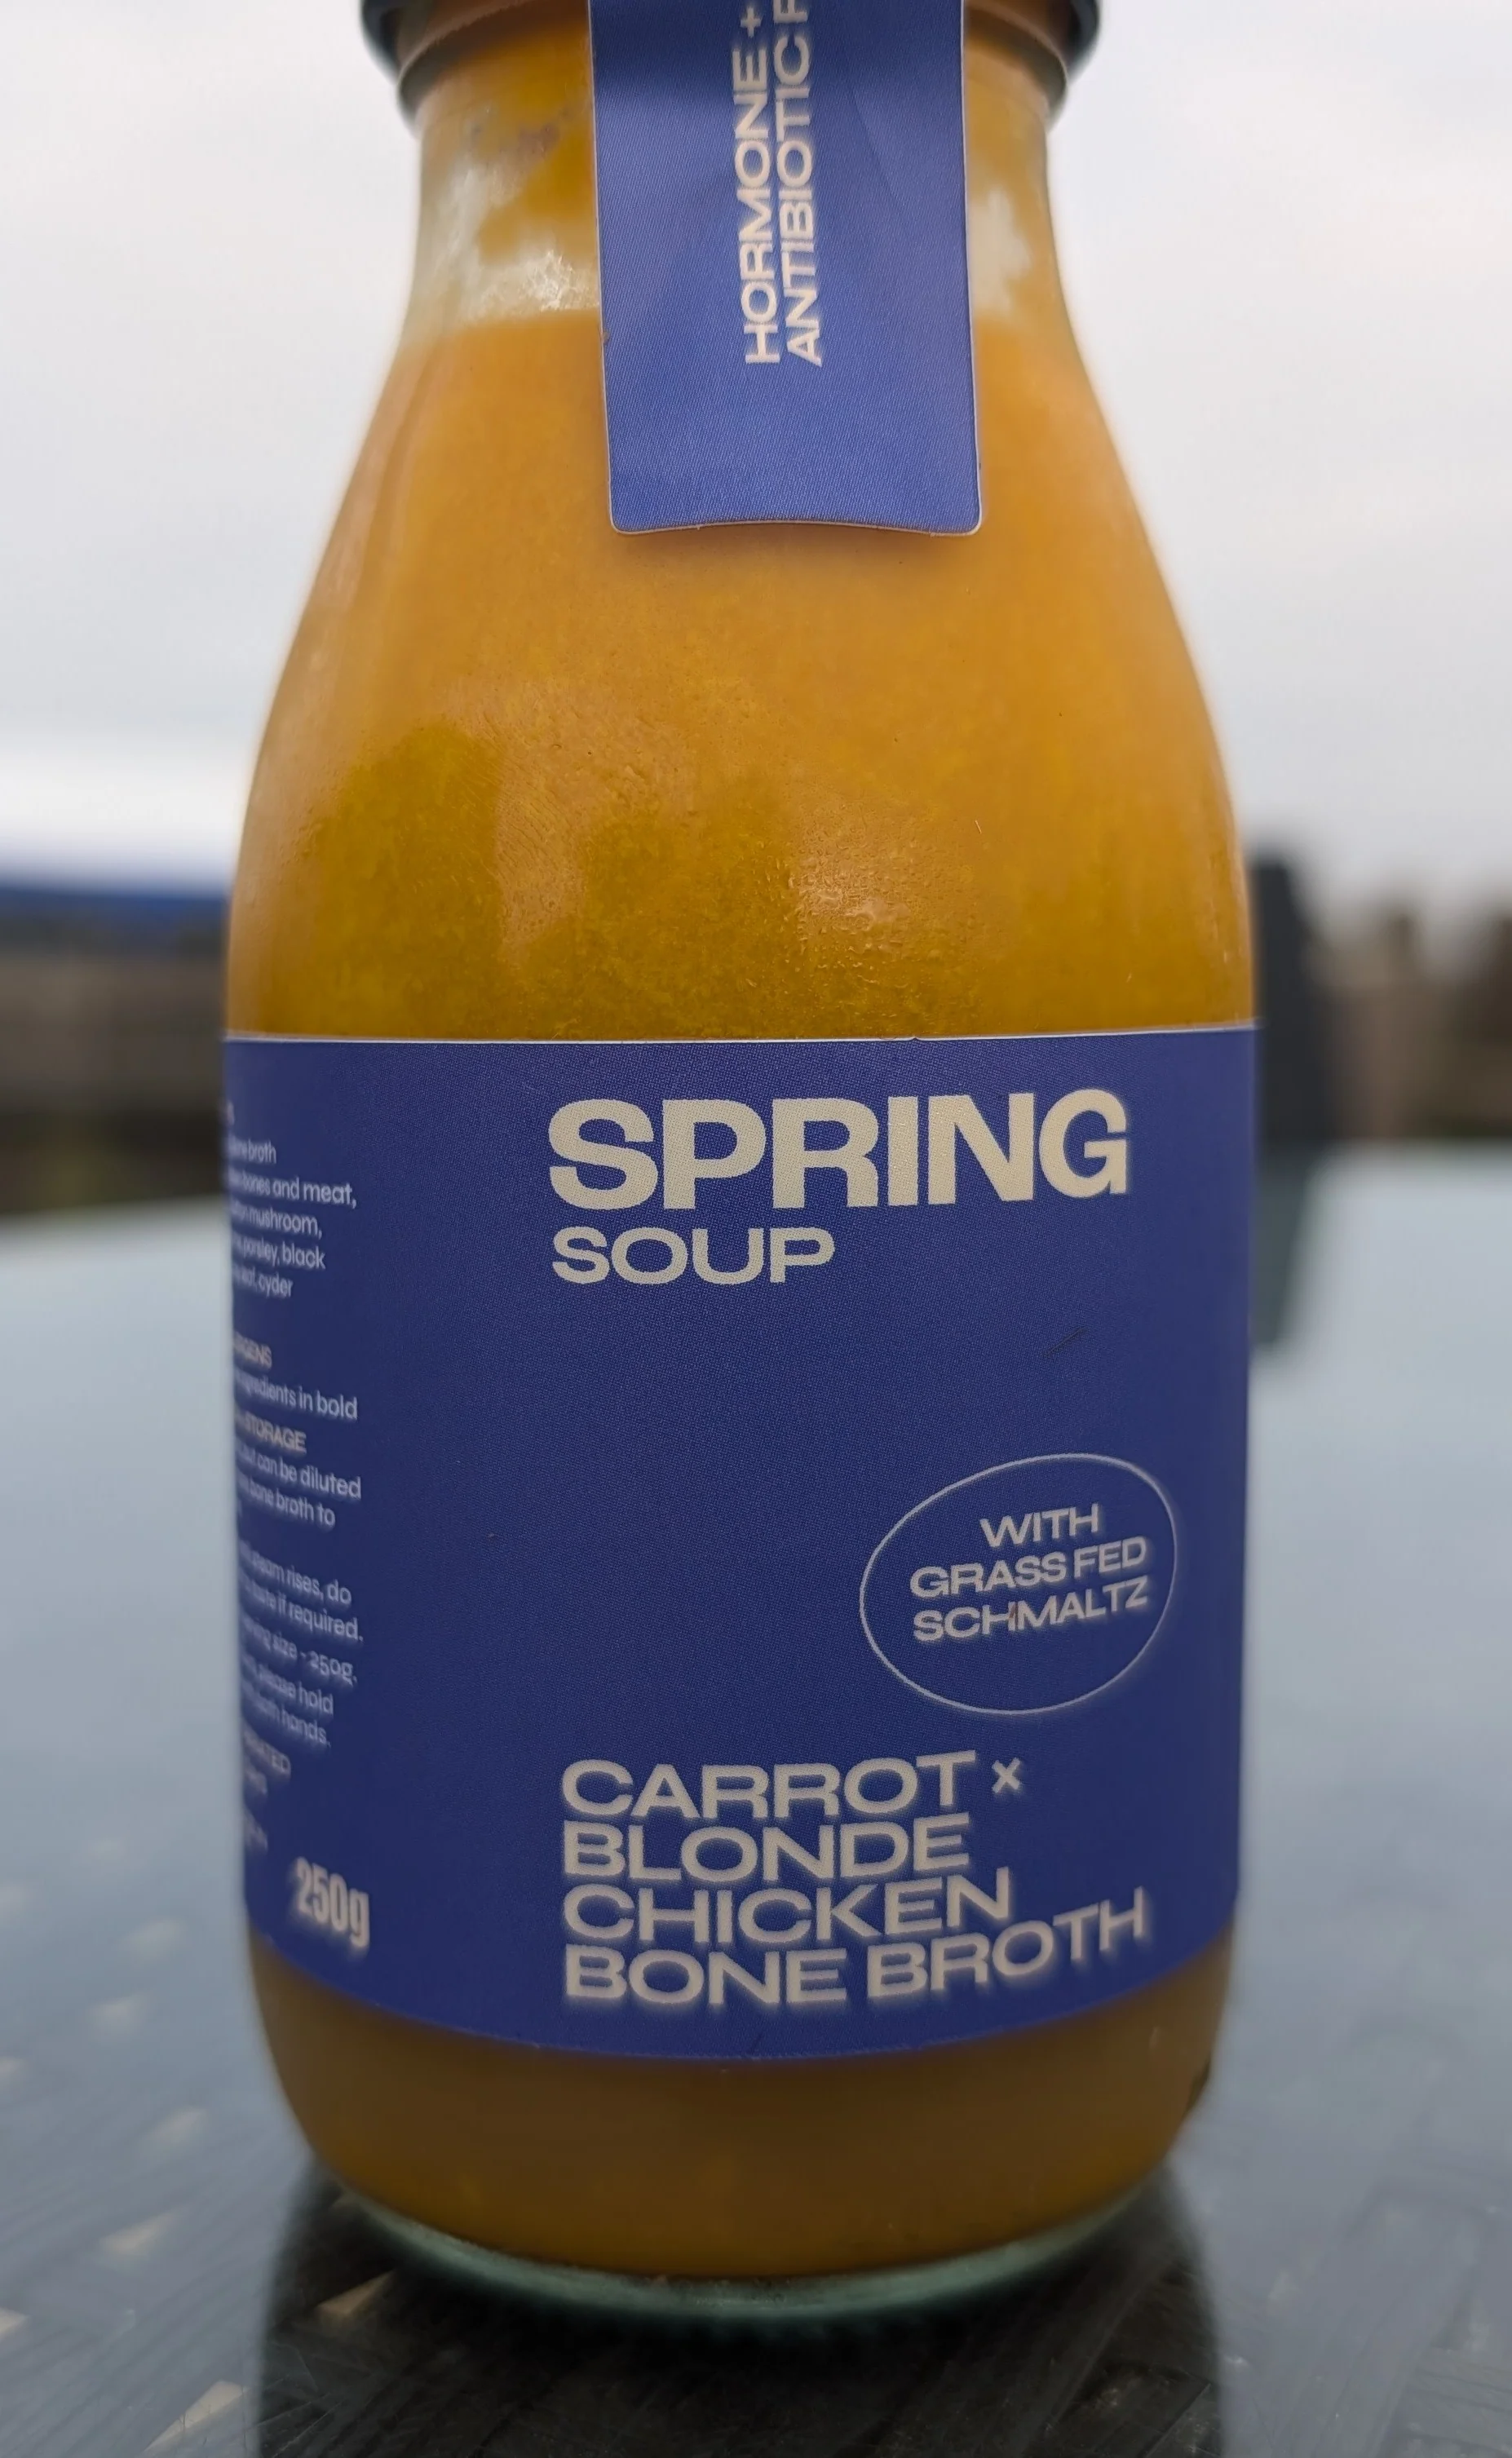 HORMONE +
ANTIBIOTIC
SPRING
SOUP
WITH
GRASS FED
SCHMALTZ
CARROT ×
BLONDE
CHICKEN
BONE BROTH
broth
bones and meat,
mushroom,
parsley, black
cyder
ingredients in bold
STORAGE
but can be diluted
bone broth to
steam rises, do
taste if required.
size - 250g.
please hold
both hands.
250g